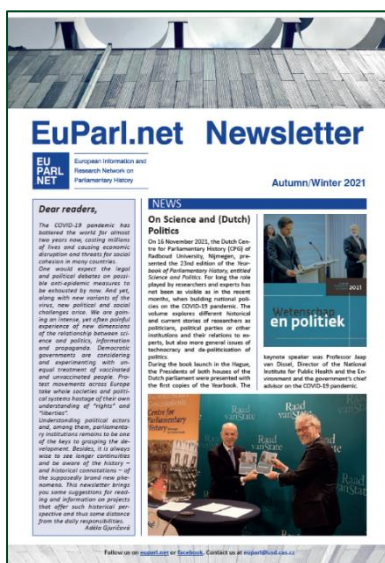 EuParl.net Newsletter
EU
PARL
NET
European Information and
Research Network on
Parliamentary History
Autumn/Winter 2021
Dear readers,
The COVID-19 pandemic has
battered the world for almost
two years now, costing millions
of lives and causing economic
disruption and threats for social
cohesion in many countries.
One would expect the legal
and political debates on possi-
ble anti-epidemic measures to
be exhausted by now. And yet,
along with new variants of the
virus, new political and social
challenges arise. We are gain-
ing an intense, yet often painful
experience of new dimensions
of the relationship between sci-
ence and politics, information
and propaganda. Democratic
governments are considering
and experimenting with un-
equal treatment of vaccinated
and unvaccinated people. Pro-
test movements across Europe
take whole societies and politi-
cal systems hostage of their own
understanding of "rights" and
"liberties".
Understanding political actors
and, among them, parliamenta-
ry institutions remains to be one
of the keys to grasping the de-
velopment. Besides, it is always
wise to see longer continuities
and be aware of the history –
and historical connotations – of
the supposedly brand new phe-
nomena. This newsletter brings
you some suggestions for read-
ing and information on projects
that offer such historical per-
spective and thus some distance
from the daily responsibilities.
Adéla Gjuričová
NEWS
On Science and (Dutch)
Politics
On 16 November 2021, the Dutch Cen-
tre for Parliamentary History (CPG) of
Radboud University, Nijmegen, pre-
sented the 23rd edition of the Year-
book of Parliamentary History, entitled
Science and Politics. For long the role
played by researchers and experts has
not been as visible as in the recent
months, when building national poli-
cies on the COVID-19 pandemic. The
volume explores different historical
and current stories of researchers as
politicians, political parties or other
institutions and their relations to ex-
perts, but also more general issues of
technocracy and de-politicization of
politics.
During the book launch in the Hague,
the Presidents of both houses of the
Dutch parliament were presented with
the first copies of the Yearbook. The
2021
Wetenschap
en politiek
keynote speaker was Professor Jaap
van Dissel, Director of the National
Institute for Public Health and the En-
vironment and the government's chief
advisor on the COVID-19 pandemic.
Centre for
Parliamentary
Raad
vanState
Follow us on euparl.net or facebook. Contact us at euparl@usd.cas.cz